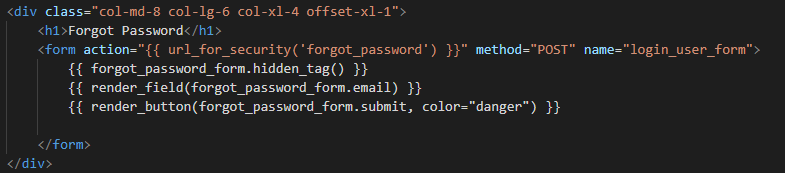 <div class="col-md-8 col-lg-6 col-xl-4 offset-xl-1">
    <h1>Forgot Password</h1>
    <form action="{{ url_for_security('forgot_password') }}" method="POST" name="login_user_form">
        {{ forgot_password_form.hidden_tag() }}
        {{ render_field(forgot_password_form.email) }}
        {{ render_button(forgot_password_form.submit, color="danger") }}

    </form>
</div>